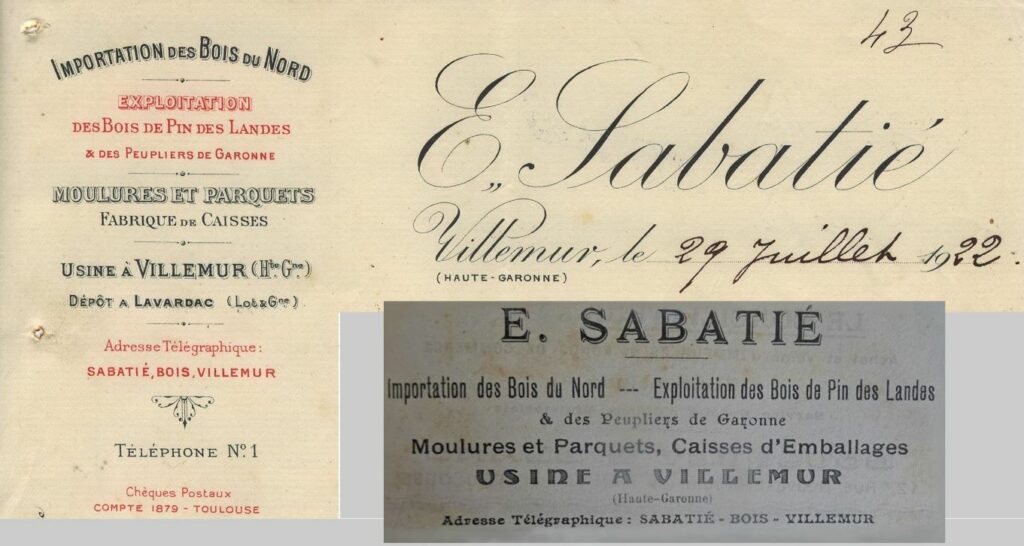 IMPORTATION DES BOIS DU NORD
EXPLOITATION
DES BOIS DE PIN DES LANDES
& DES PEUPLIERS DE GARONNE
MOULURES ET PARQUETS
FABRIQUE DE CAISSES
USINE À VILLEMUR (Hte Gne)
DÉPÔT A LAVARDAC (Lot & Gne)
Adresse Télégraphique :
SABATIÉ, BOIS, VILLEMUR
TÉLÉPHONE No. 1
Chèques Postaux
COMPTE 1879 - TOULOUSE
43
E. Sabatié
Villemur, le 29 Juillet 1922.
(HAUTE-GARONNE)
E. SABATIÉ
Importation des Bois du Nord --- Exploitation des Bois de Pin des Landes
& des Peupliers de Garonne
Moulures et Parquets, Caisses d'Emballages
USINE A VILLEMUR
(Haute-Garonne)
Adresse Télégraphique : SABATIÉ - BOIS - VILLEMUR